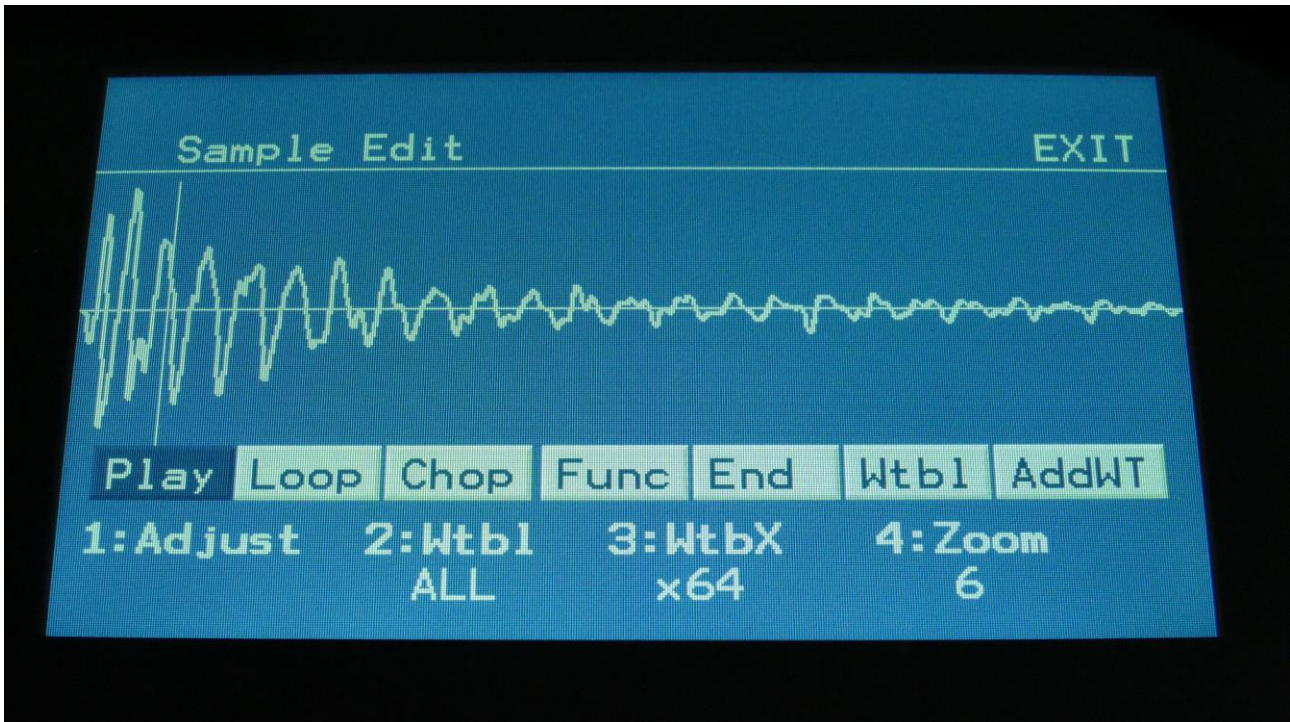 Sample Edit EXIT
Play Loop Chop Func End Wtbl AddWT
1:Adjust 2:Wtbl 3:WtbX 4:Zoom
ALL x64 6